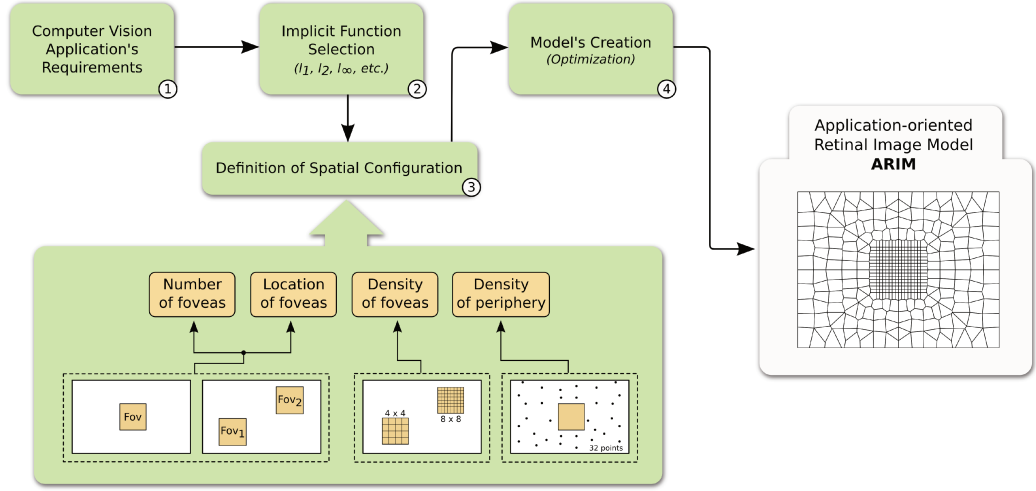 Computer Vision
Application's
Requirements
1
Implicit Function
Selection
(l1, l2, l∞, etc.)
2
Model's Creation
(Optimization)
4
Definition of Spatial Configuration
3
Application-oriented
Retinal Image Model
ARIM
Number
of foveas
Location
of foveas
Density
of foveas
Density
of periphery
Fov
Fov1
Fov2
4 x 4
8 x 8
32 points